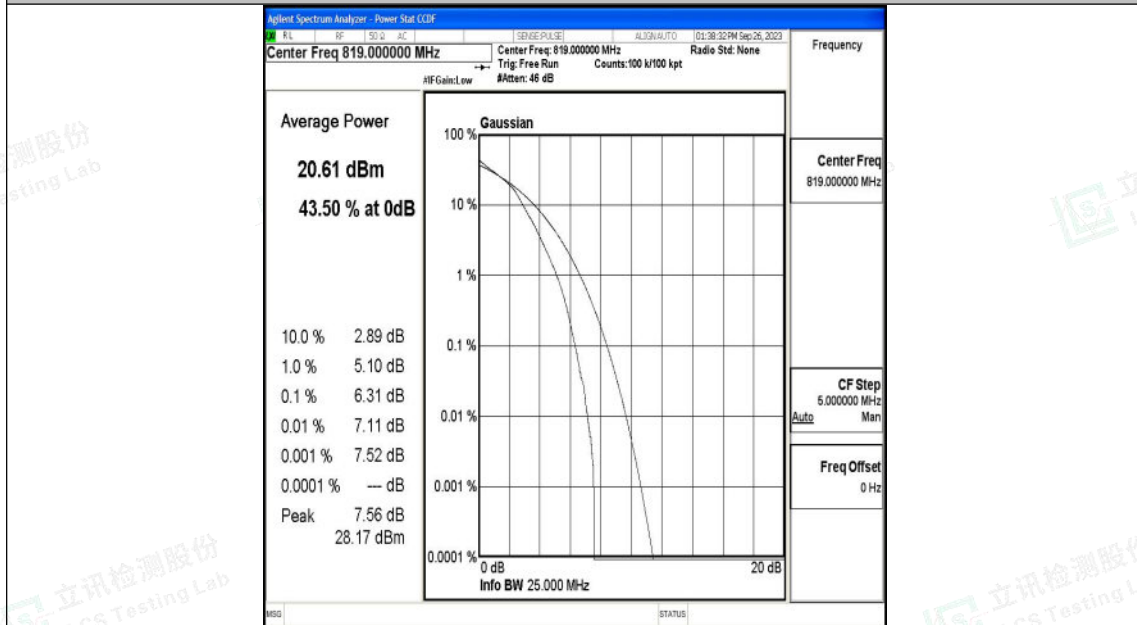 Agilent Spectrum Analyzer - Power Stat CCDF
RL RF 50 Ω AC SENSE:PULSE ALIGNAUTO 01:38:32 PM Sep 26, 2023
Center Freq 819.000000 MHz
Center Freq: 819.000000 MHz Radio Std: None
Trig: Free Run Counts:100 k/100 kpt
#IFGain:Low #Atten: 46 dB
Frequency
Average Power
20.61 dBm
43.50 % at 0dB
10.0 % 2.89 dB
1.0 % 5.10 dB
0.1 % 6.31 dB
0.01 % 7.11 dB
0.001 % 7.52 dB
0.0001 % --- dB
Peak 7.56 dB
28.17 dBm
Gaussian
100 %
10 %
1 %
0.1 %
0.01 %
0.001 %
0.0001 %
0 dB 20 dB
Info BW 25.000 MHz
Center Freq
819.000000 MHz
CF Step
5.000000 MHz
Auto Man
Freq Offset
0 Hz
MSG STATUS
检测股份
Testing Lab
立讯检测股份
LCS Testing Lab
立讯检测股份
LCS Testing L